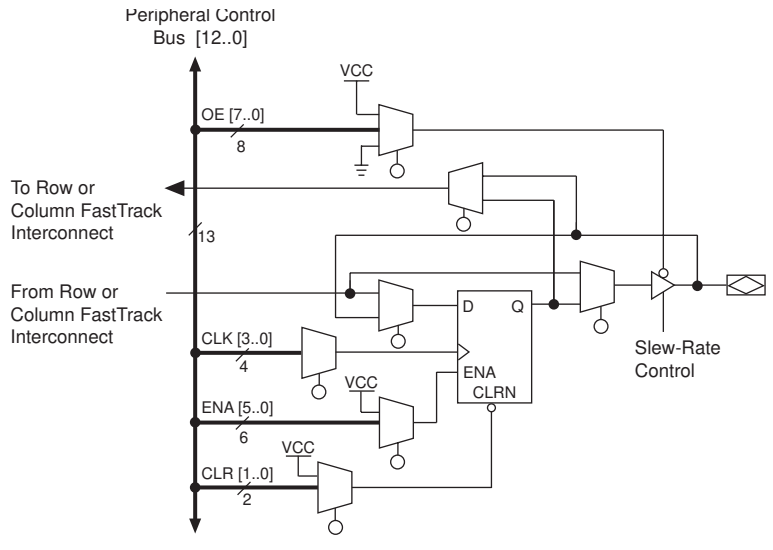 Peripheral Control
Bus [12..0]
VCC
OE [7..0]
8
To Row or
Column FastTrack
Interconnect
13
From Row or
Column FastTrack
Interconnect
D
Q
CLK [3..0]
4
ENA
CLRN
Slew-Rate
Control
VCC
ENA [5..0]
6
VCC
CLR [1..0]
2